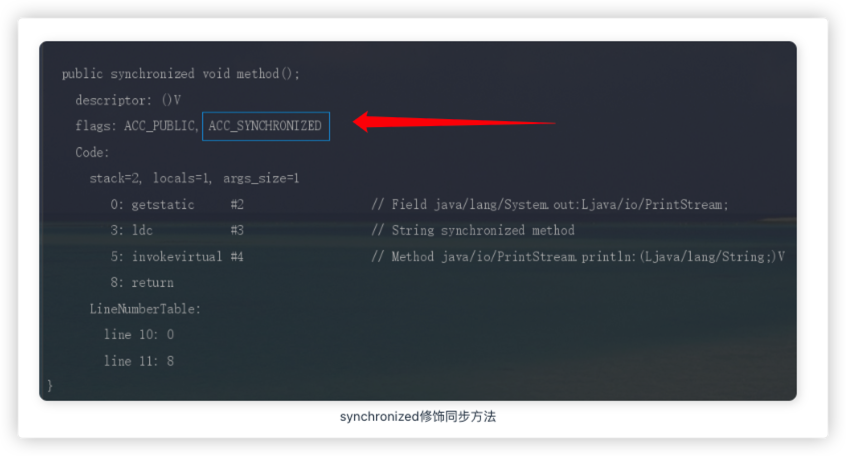 public synchronized void method();
descriptor: ()V
flags: ACC_PUBLIC, ACC_SYNCHRONIZED
Code:
stack=2, locals=1, args_size=1
0: getstatic #2 // Field java/lang/System.out:Ljava/io/PrintStream;
3: ldc #3 // String synchronized method
5: invokevirtual #4 // Method java/io/PrintStream.println:(Ljava/lang/String;)V
8: return
LineNumberTable:
line 10: 0
line 11: 8
}
synchronized修饰同步方法